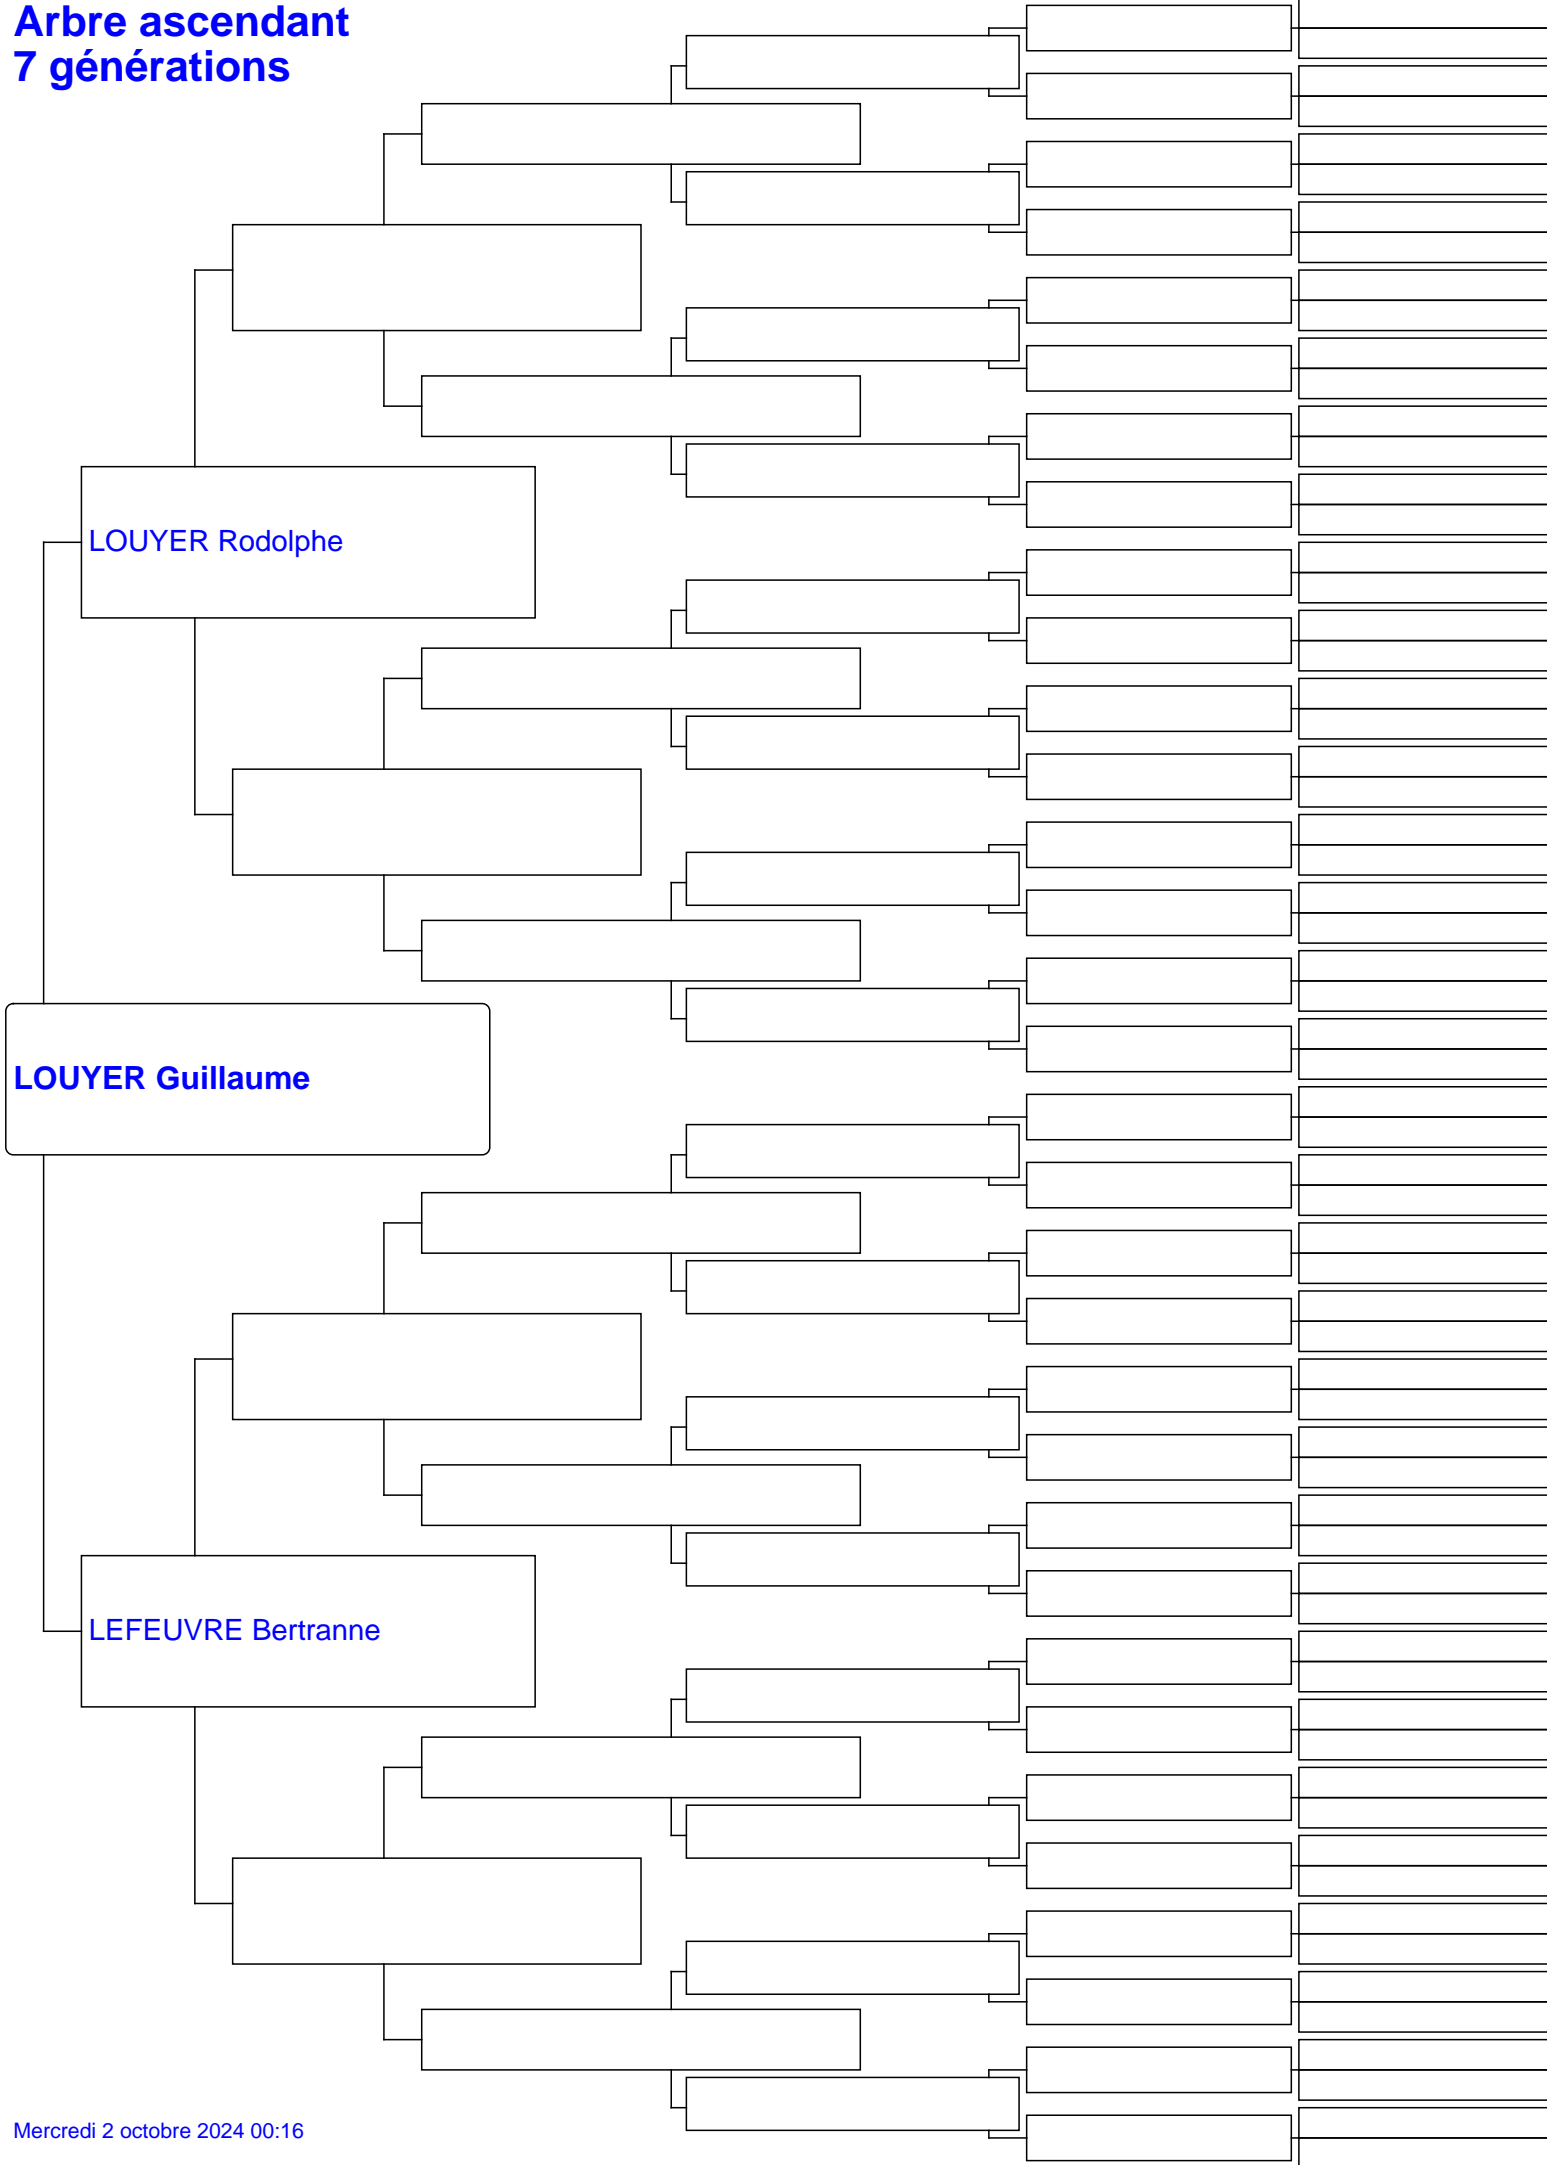 Arbre ascendant
7 générations
LOUYER Rodolphe
LOUYER Guillaume
LEFEUVRE Bertranne
Mercredi 2 octobre 2024 00:16